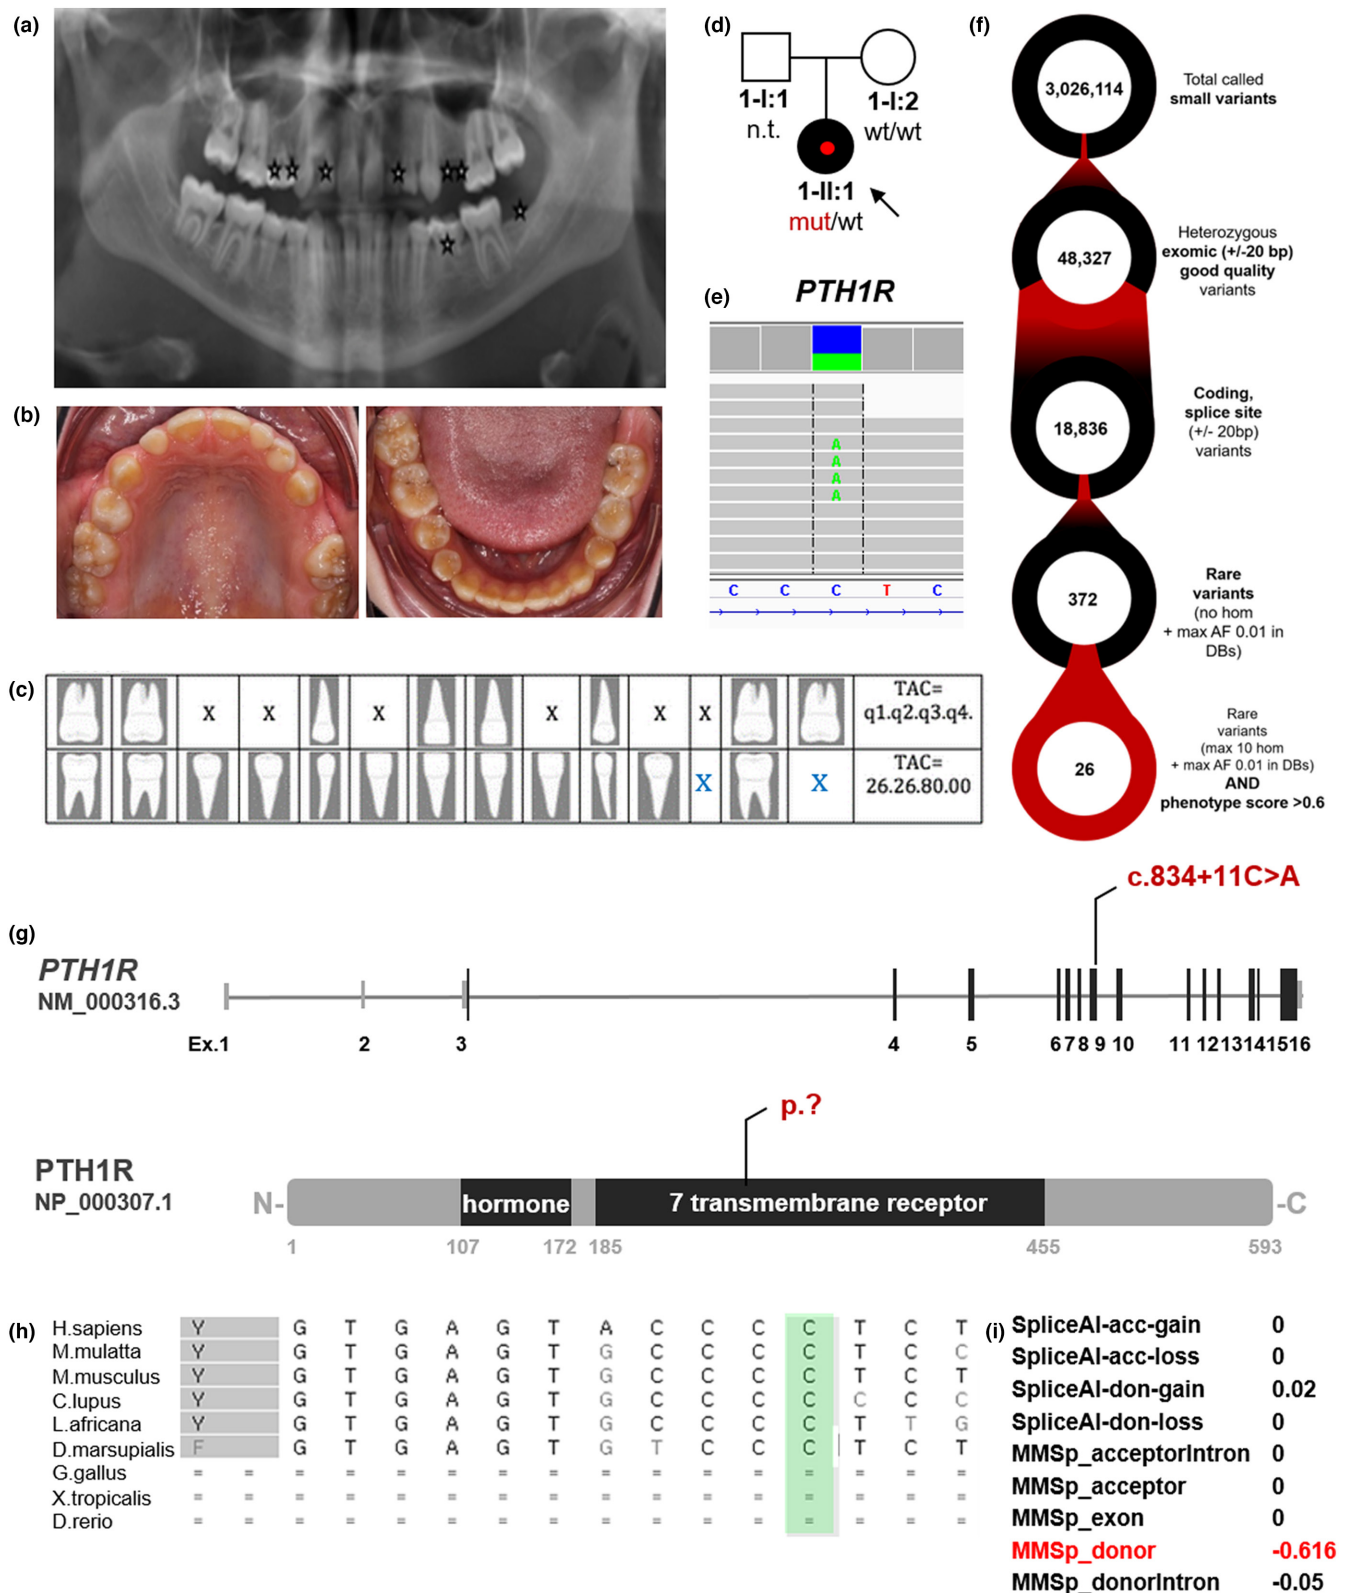 (a)
(b)
(c)
X X X X X X
TAC=
q1.q2.q3.q4.
X X
TAC=
26.26.80.00
(d)
1-I:1
n.t.
1-I:2
wt/wt
1-II:1
mut/wt
(e)
PTH1R
A
A
A
A
C C C T C
(f)
3,026,114
Total called
small variants
48,327
Heterozygous
exomic (+/-20 bp)
good quality
variants
18,836
Coding,
splice site
(+/- 20bp)
variants
372
Rare
variants
(no hom
+ max AF 0.01 in
DBs)
26
Rare
variants
(max 10 hom
+ max AF 0.01 in DBs)
AND
phenotype score >0.6
(g)
c.834+11C>A
PTH1R
NM_000316.3
Ex.1 2 3 4 5 6 7 8 9 10 11 12 13 14 15 16
p.?
PTH1R
NP_000307.1
N-
hormone
7 transmembrane receptor
-C
1 107 172 185 455 593
(h)
H.sapiens Y G T G A G T A C C C C T C T
M.mulatta Y G T G A G T G C C C C T C C
M.musculus Y G T G A G T G C C C C T C T
C.lupus Y G T G A G T G C C C C C C C
L.africana Y G T G A G T G C C C C T T G
D.marsupialis F G T G A G T G T C C C T C T
G.gallus = = = = = = = = = = = = = = = =
X.tropicalis = = = = = = = = = = = = = = = =
D.rerio = = = = = = = = = = = = = = = =
(i)
SpliceAI-acc-gain 0
SpliceAI-acc-loss 0
SpliceAI-don-gain 0.02
SpliceAI-don-loss 0
MMSp_acceptorIntron 0
MMSp_acceptor 0
MMSp_exon 0
MMSp_donor -0.616
MMSp_donorIntron -0.05